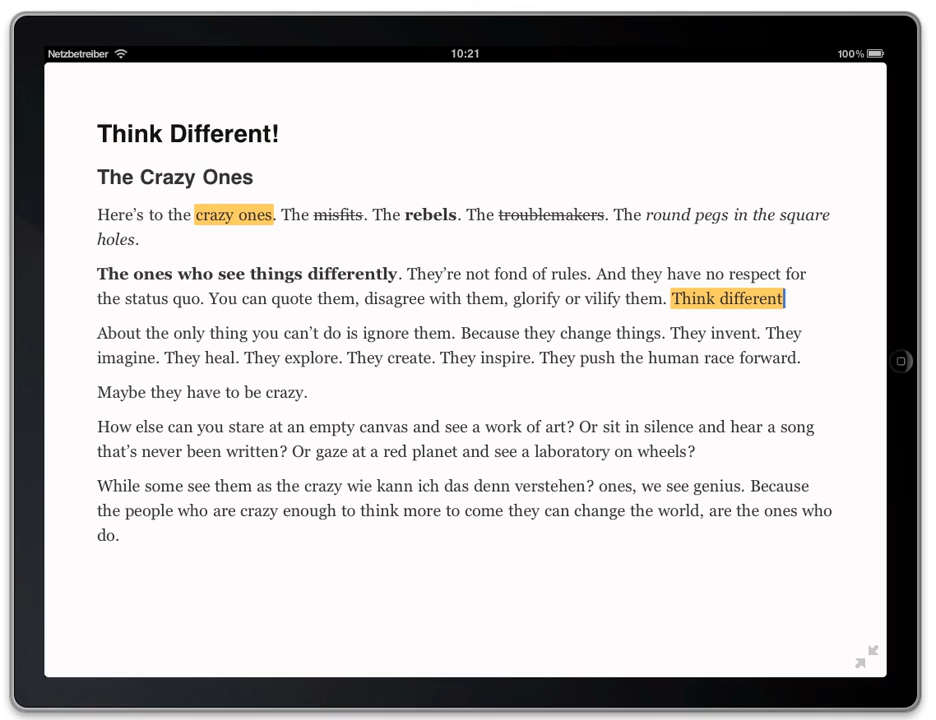 Netzbetreiber 10:21 100%
Think Different!
The Crazy Ones
Here’s to the crazy ones. The misfits. The rebels. The troublemakers. The round pegs in the square
holes.
The ones who see things differently. They’re not fond of rules. And they have no respect for
the status quo. You can quote them, disagree with them, glorify or vilify them. Think different
About the only thing you can’t do is ignore them. Because they change things. They invent. They
imagine. They heal. They explore. They create. They inspire. They push the human race forward.
Maybe they have to be crazy.
How else can you stare at an empty canvas and see a work of art? Or sit in silence and hear a song
that’s never been written? Or gaze at a red planet and see a laboratory on wheels?
While some see them as the crazy wie kann ich das denn verstehen? ones, we see genius. Because
the people who are crazy enough to think more to come they can change the world, are the ones who
do.